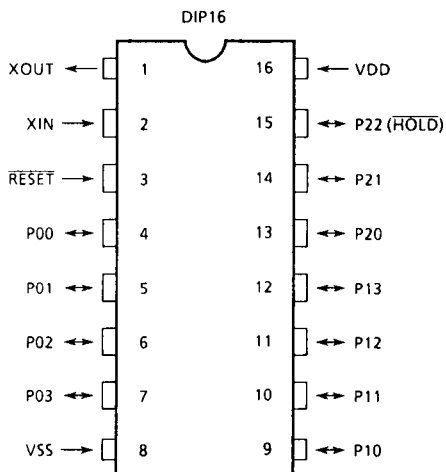 DIP16
XOUT 1 16 VDD
XIN 2 15 P22 (HOLD)
RESET 3 14 P21
P00 4 13 P20
P01 5 12 P13
P02 6 11 P12
P03 7 10 P11
VSS 8 9 P10